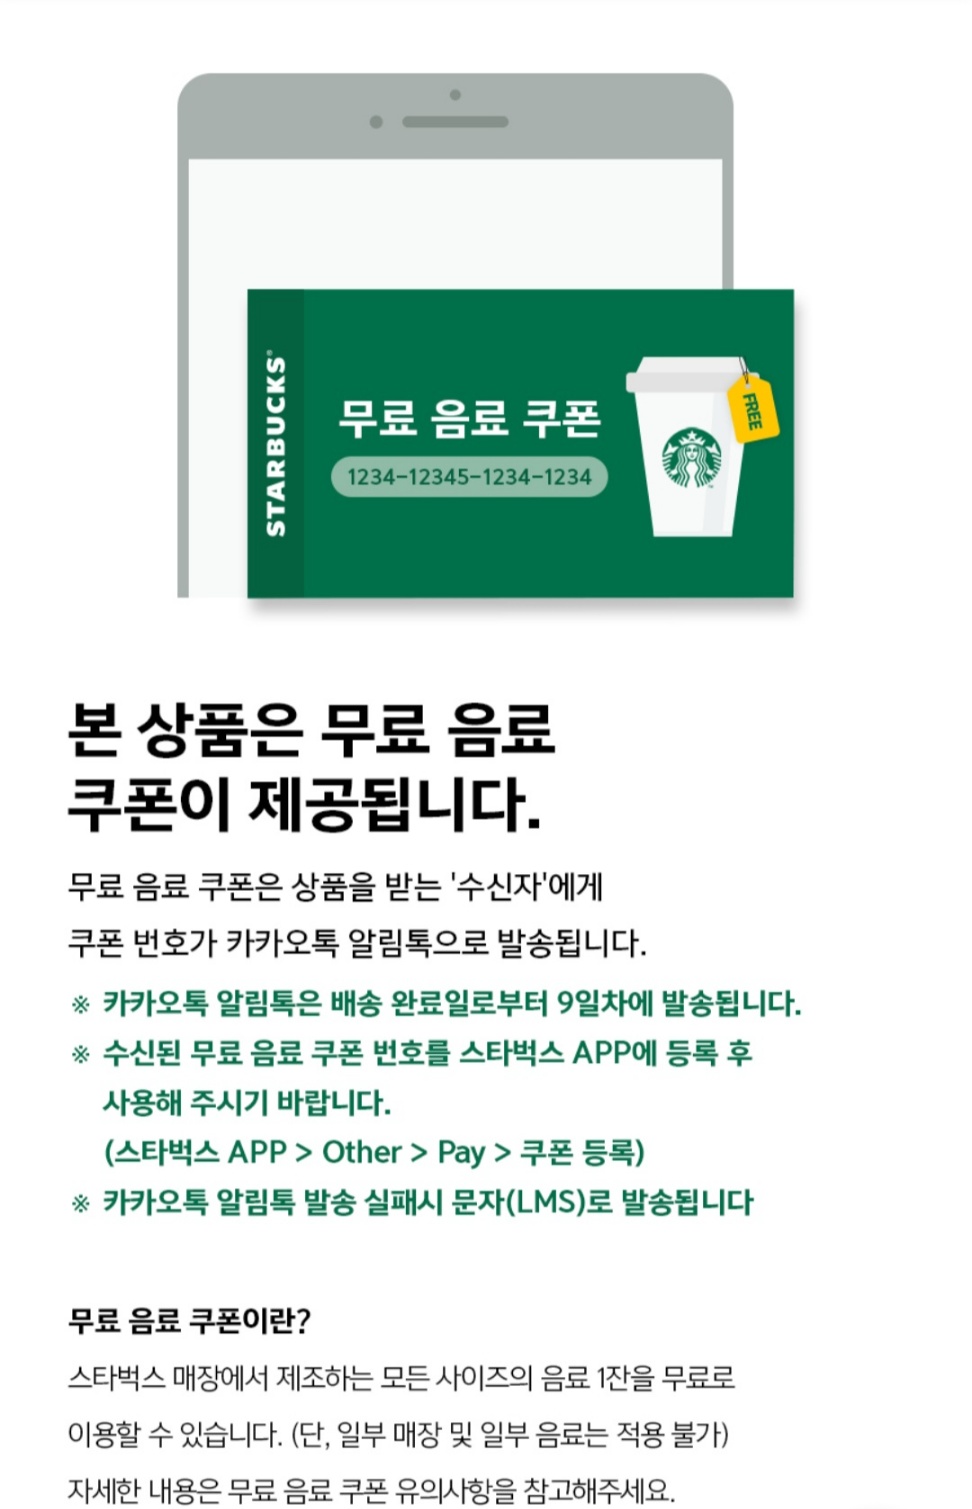 STARBUCKS®
무료 음료 쿠폰
1234-12345-1234-1234
FREE
본 상품은 무료 음료
쿠폰이 제공됩니다.
무료 음료 쿠폰은 상품을 받는 '수신자'에게
쿠폰 번호가 카카오톡 알림톡으로 발송됩니다.
※ 카카오톡 알림톡은 배송 완료일로부터 9일차에 발송됩니다.
※ 수신된 무료 음료 쿠폰 번호를 스타벅스 APP에 등록 후
사용해 주시기 바랍니다.
(스타벅스 APP > Other > Pay > 쿠폰 등록)
※ 카카오톡 알림톡 발송 실패시 문자(LMS)로 발송됩니다
무료 음료 쿠폰이란?
스타벅스 매장에서 제조하는 모든 사이즈의 음료 1잔을 무료로
이용할 수 있습니다. (단, 일부 매장 및 일부 음료는 적용 불가)
자세한 내용은 무료 음료 쿠폰 유의사항을 참고해주세요.